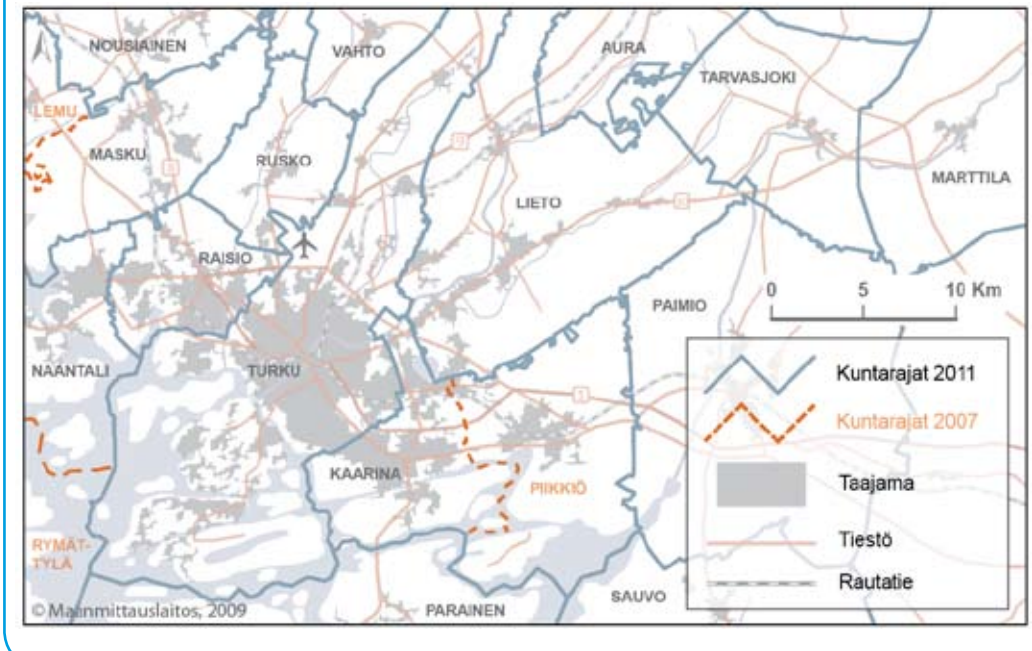 NOUSIAINEN
VAHTO
AURA
TARVASJOKI
LEMU
MASKU
RUSKO
LIETO
MARTTILA
RAISIO
PAIMIO
0 5 10 Km
NAANTALI
TURKU
Kuntarajat 2011
Kuntarajat 2007
KAARINA
PIIKKIÖ
Taajama
Tiestö
RYMÄT-
TYLÄ
Rautatie
SAUVO
PARAINEN
© Maanmittauslaitos, 2009
1